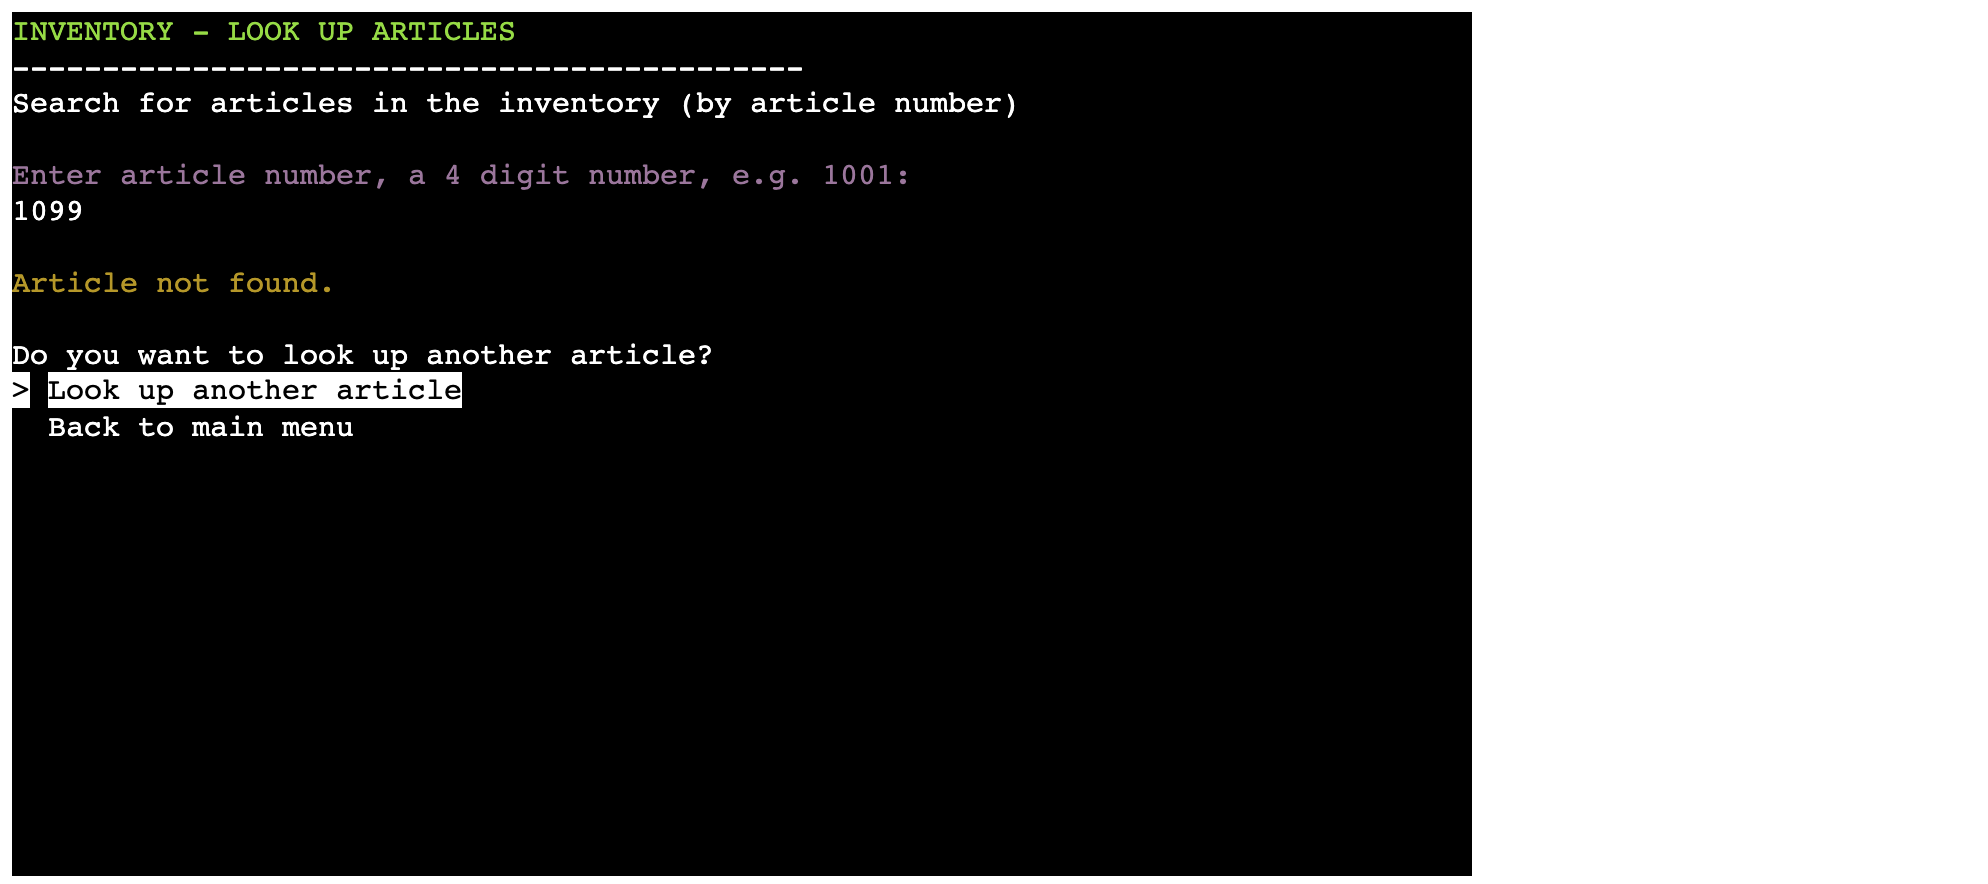 INVENTORY - LOOK UP ARTICLES
--------------------------------------------
Search for articles in the inventory (by article number)
Enter article number, a 4 digit number, e.g. 1001:
1099
Article not found.
Do you want to look up another article?
> Look up another article
Back to main menu